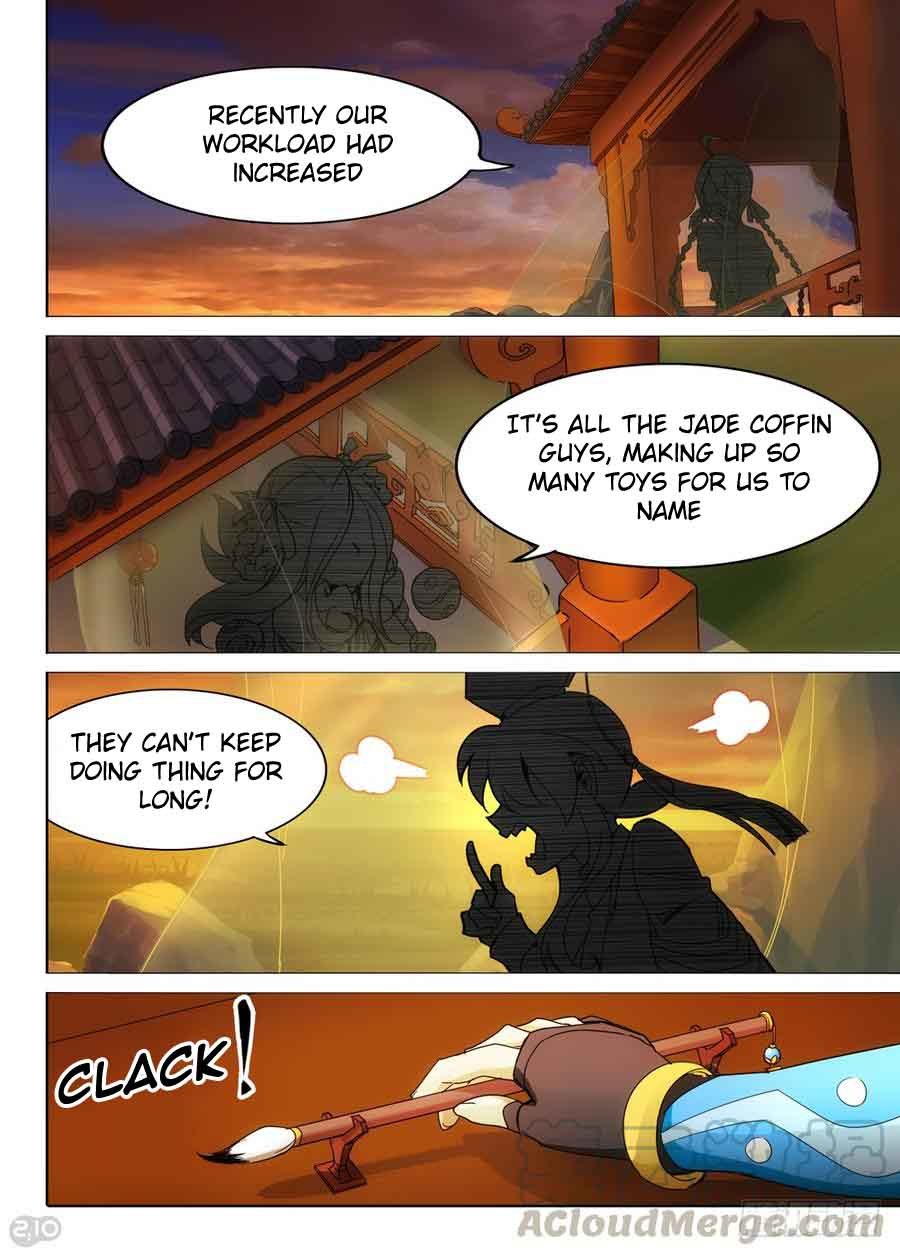 RECENTLY OUR
WORKLOAD HAD
INCREASED
IT'S ALL THE JADE COFFIN
GUYS, MAKING UP SO
MANY TOYS FOR US TO
NAME
THEY CAN'T KEEP
DOING THING FOR
LONG!
CLACK!
ACloudMerge.com
210